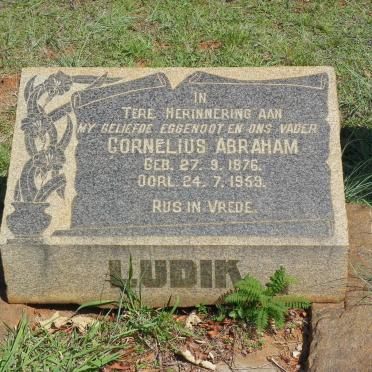 IN
TERE HERINNERING AAN
MY GELIEFDE EGGENOOT EN ONS VADER
CORNELIUS ABRAHAM
GEB. 27. 9. 1876.
OORL. 24. 7. 1959.
RUS IN VREDE.
LUDIK